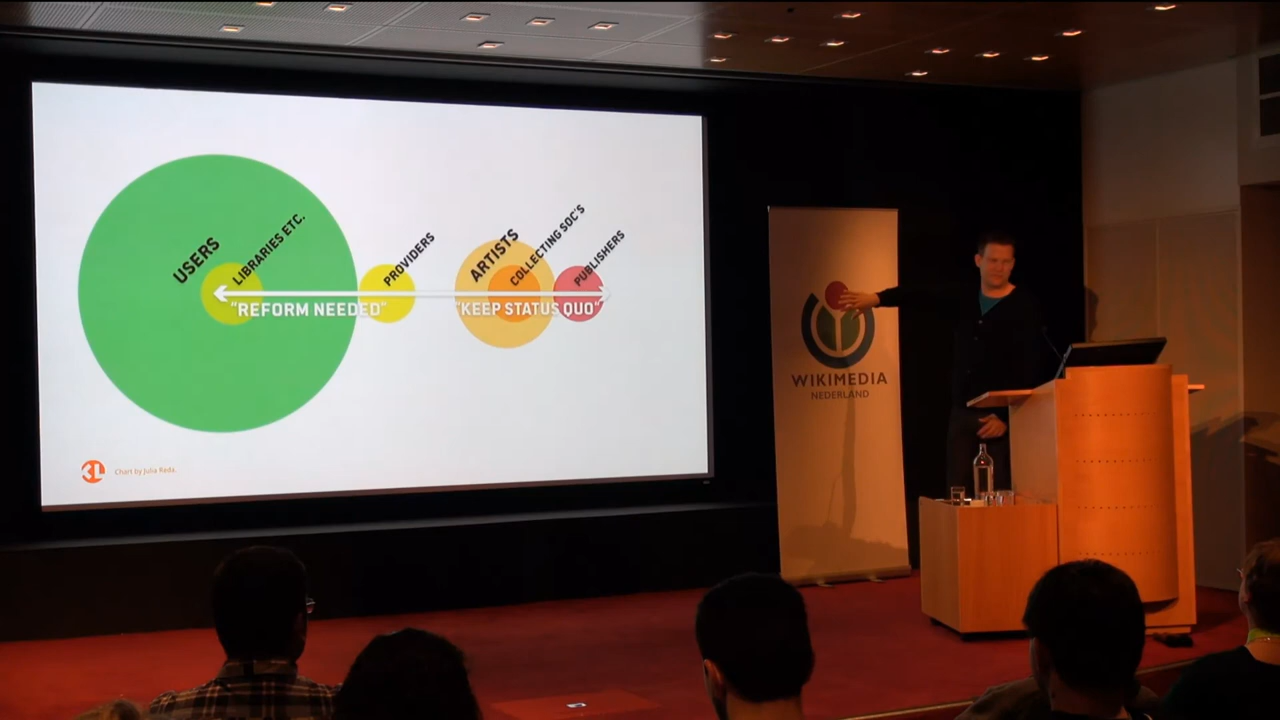 USERS
LIBRARIES ETC.
PROVIDERS
ARTISTS
COLLECTING SOC'S
PUBLISHERS
"REFORM NEEDED"
"KEEP STATUS QUO"
Chart by Julia Reda.
WIKIMEDIA
NEDERLAND